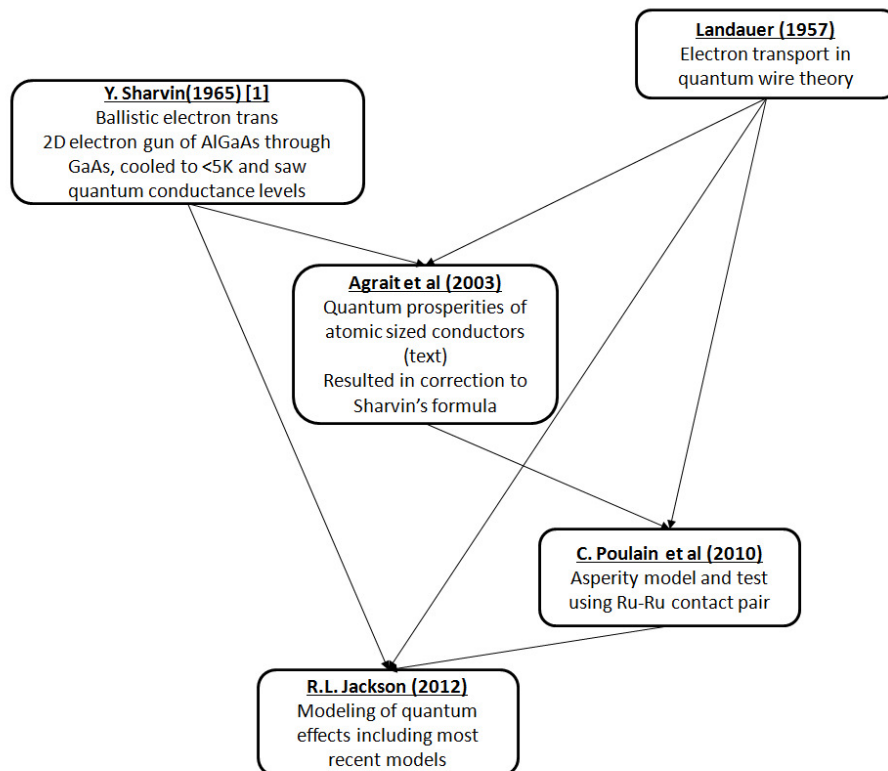 Landauer (1957)
Electron transport in
quantum wire theory
Y. Sharvin(1965) [1]
Ballistic electron trans
2D electron gun of AlGaAs through
GaAs, cooled to <5K and saw
quantum conductance levels
Agrait et al (2003)
Quantum prosperities of
atomic sized conductors
(text)
Resulted in correction to
Sharvin’s formula
C. Poulain et al (2010)
Asperity model and test
using Ru-Ru contact pair
R.L. Jackson (2012)
Modeling of quantum
effects including most
recent models